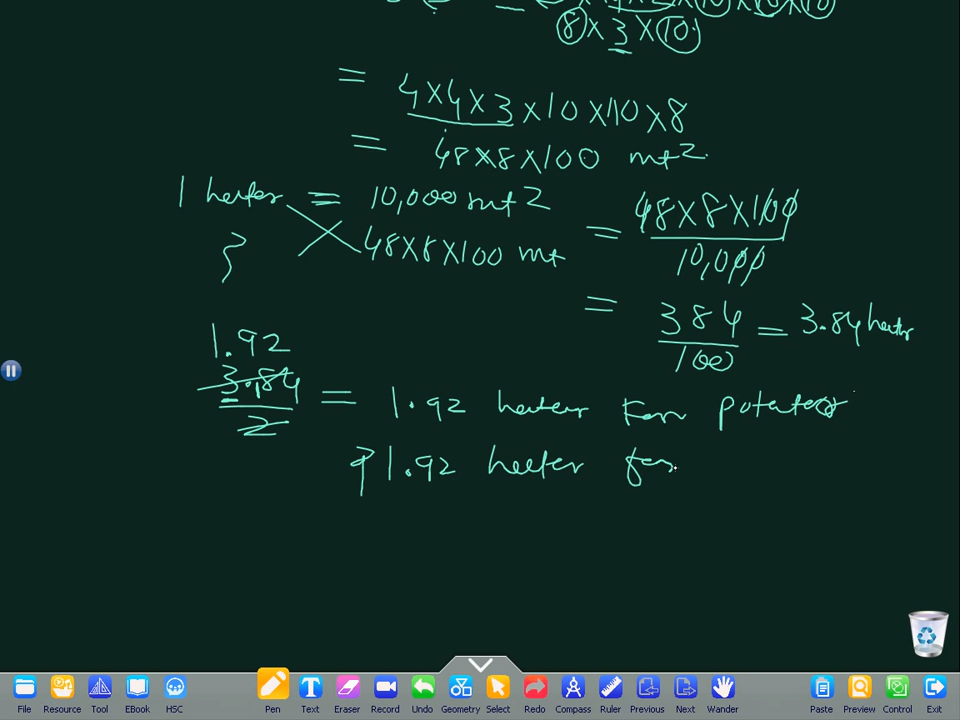 8 × 3 × 10
= 4×4×3×10×10×8
= 48×8×100 mt2
1 hecter = 10,000 mt2
48×8×100 mt
= 48×8×100
10,000
= 384
100
= 3.84 hecter
1.92
3.84
2
= 1.92 hecter For potatoes
1.92 hecter for
File Resource Tool EBook HSC Pen Text Eraser Record Undo Geometry Select Redo Compass Ruler Previous Next Wander Paste Preview Control Exit